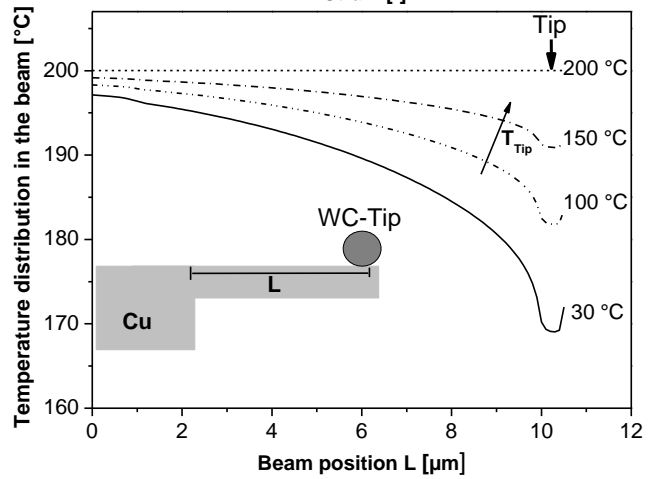 Temperature distribution in the beam [°C]
Tip
200
190
180
170
160
200 °C
150 °C
T_Tip
100 °C
30 °C
WC-Tip
L
Cu
0
2
4
6
8
10
12
Beam position L [µm]